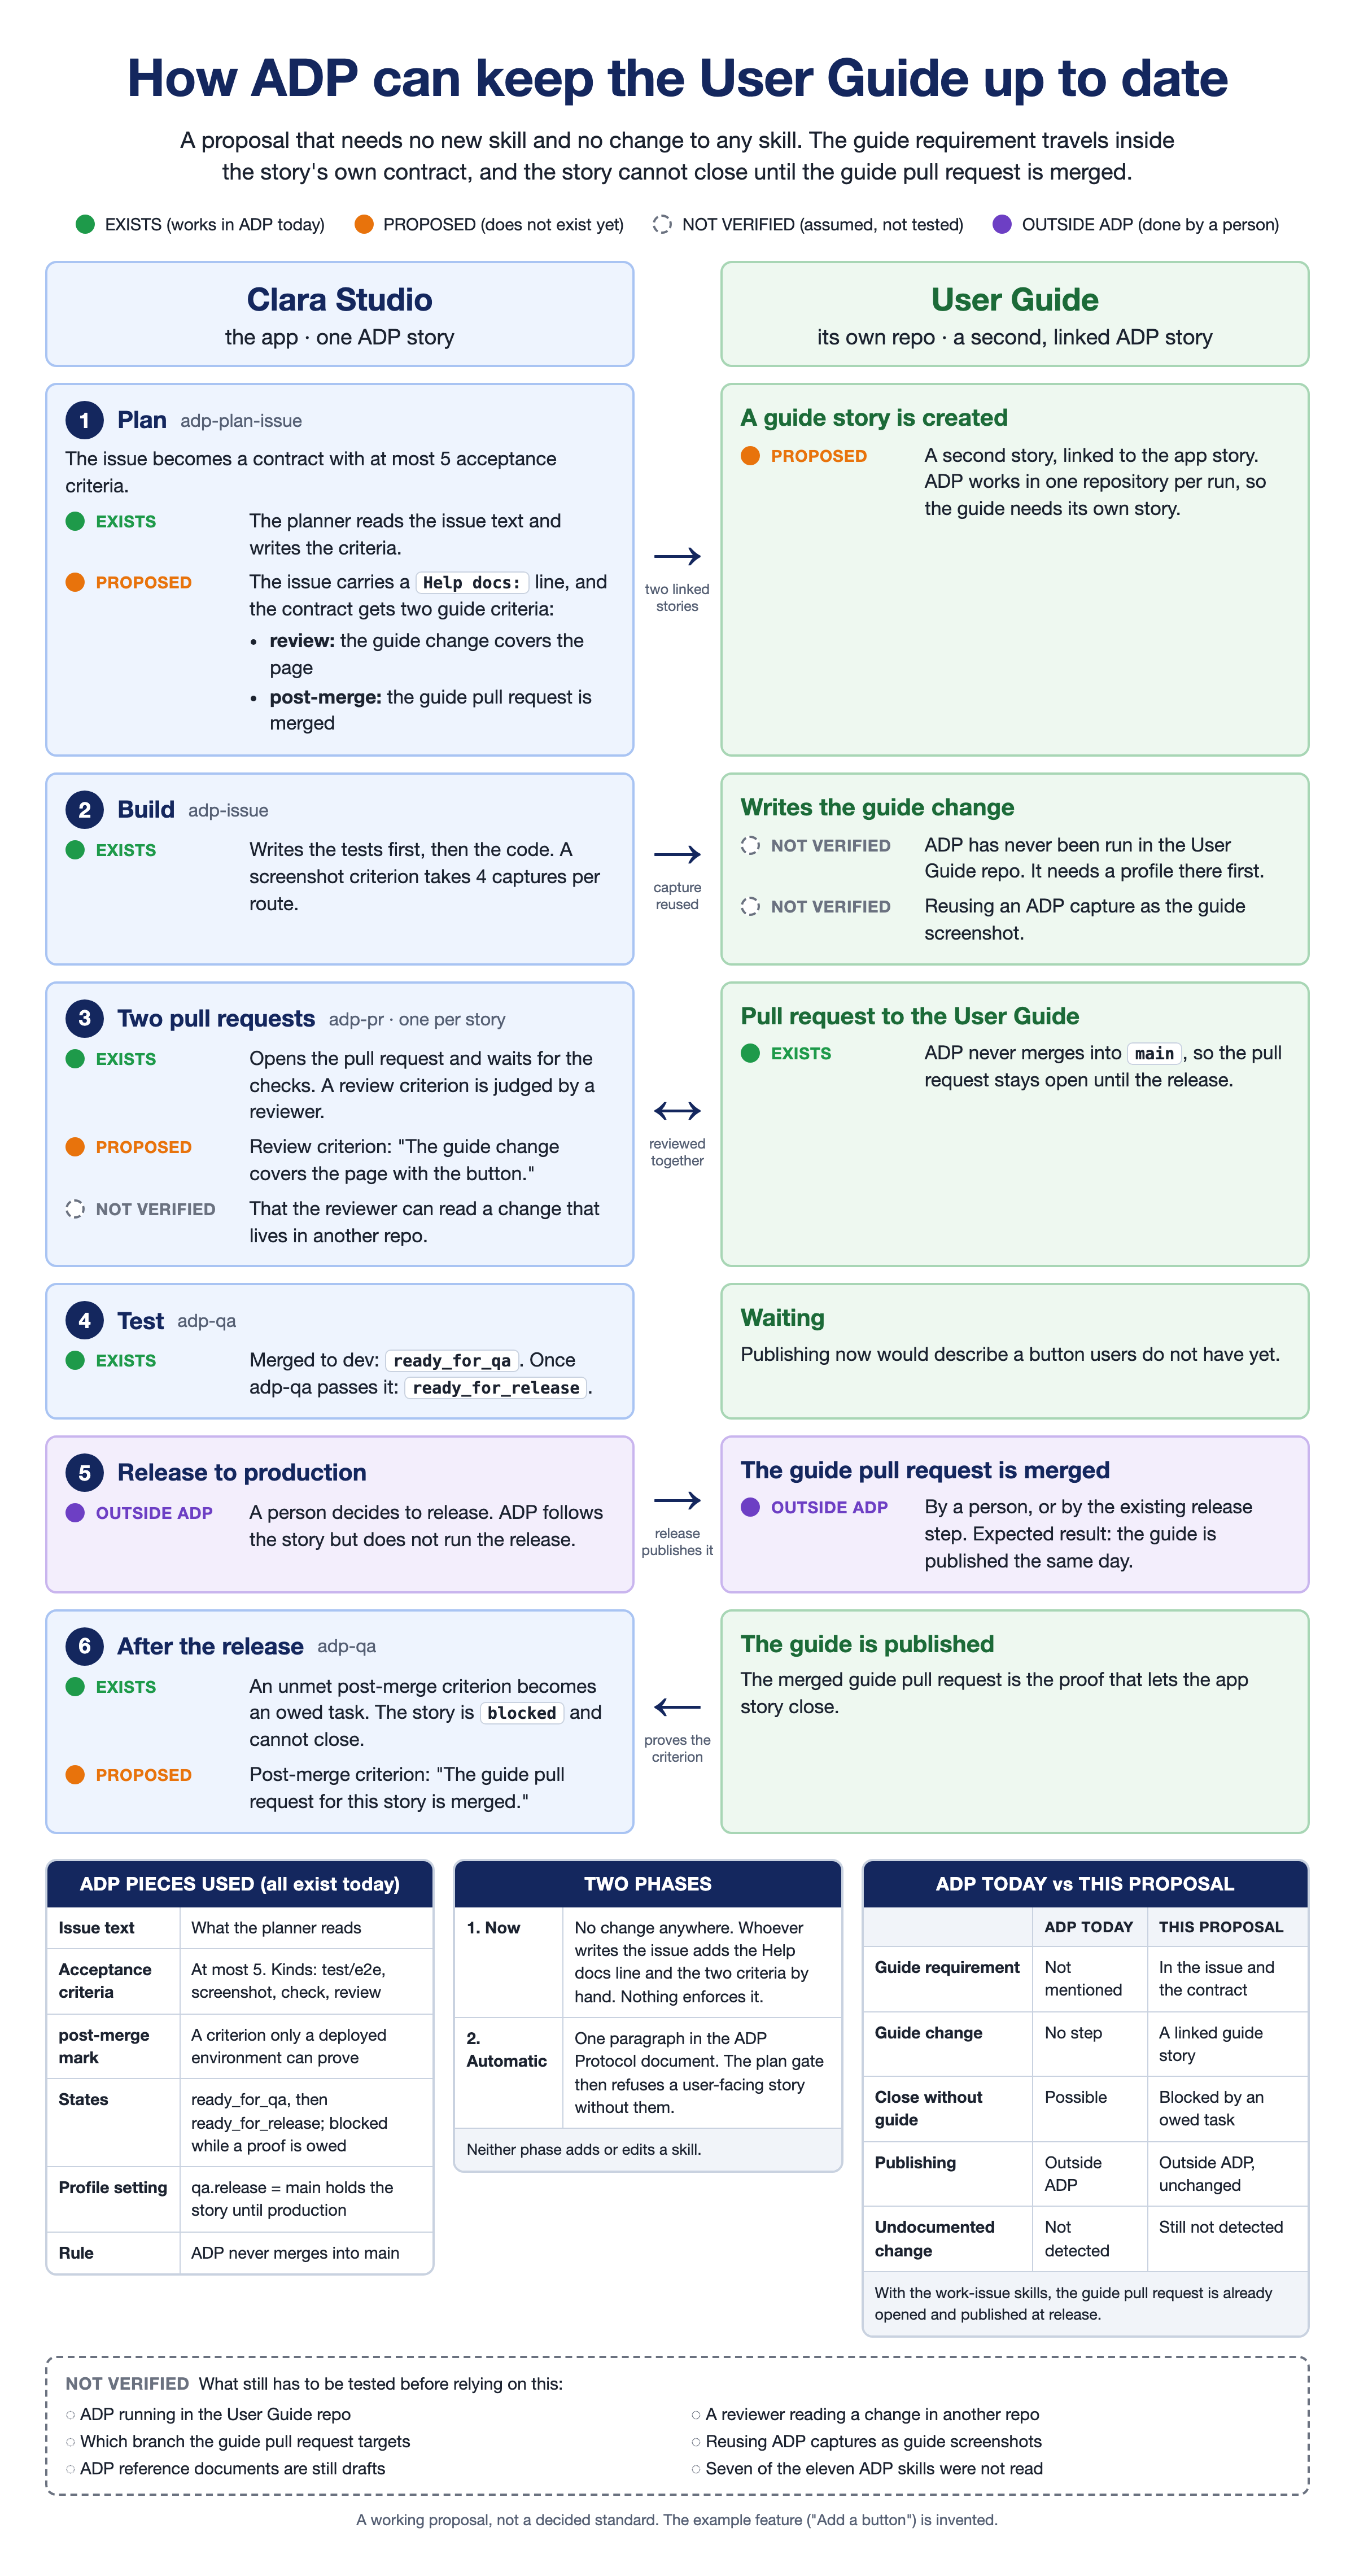 How ADP can keep the User Guide up to date
A proposal that needs no new skill and no change to any skill. The guide requirement travels inside
the story's own contract, and the story cannot close until the guide pull request is merged.
EXISTS (works in ADP today)
PROPOSED (does not exist yet)
NOT VERIFIED (assumed, not tested)
OUTSIDE ADP (done by a person)
Clara Studio
the app · one ADP story
User Guide
its own repo · a second, linked ADP story
1 Plan adp-plan-issue
The issue becomes a contract with at most 5 acceptance
criteria.
EXISTS The planner reads the issue text and
writes the criteria.
PROPOSED The issue carries a Help docs: line, and
the contract gets two guide criteria:
• review: the guide change covers the
page
• post-merge: the guide pull request is
merged
→
two linked
stories
A guide story is created
PROPOSED A second story, linked to the app story.
ADP works in one repository per run, so
the guide needs its own story.
2 Build adp-issue
EXISTS Writes the tests first, then the code. A
screenshot criterion takes 4 captures per
route.
→
capture
reused
Writes the guide change
NOT VERIFIED ADP has never been run in the User
Guide repo. It needs a profile there first.
NOT VERIFIED Reusing an ADP capture as the guide
screenshot.
3 Two pull requests adp-pr · one per story
EXISTS Opens the pull request and waits for the
checks. A review criterion is judged by a
reviewer.
PROPOSED Review criterion: "The guide change
covers the page with the button."
NOT VERIFIED That the reviewer can read a change that
lives in another repo.
↔
reviewed
together
Pull request to the User Guide
EXISTS ADP never merges into main, so the pull
request stays open until the release.
4 Test adp-qa
EXISTS Merged to dev: ready_for_qa. Once
adp-qa passes it: ready_for_release.
Waiting
Publishing now would describe a button users do not have yet.
5 Release to production
OUTSIDE ADP A person decides to release. ADP follows
the story but does not run the release.
→
release
publishes it
The guide pull request is merged
OUTSIDE ADP By a person, or by the existing release
step. Expected result: the guide is
published the same day.
6 After the release adp-qa
EXISTS An unmet post-merge criterion becomes
an owed task. The story is blocked and
cannot close.
PROPOSED Post-merge criterion: "The guide pull
request for this story is merged."
←
proves the
criterion
The guide is published
The merged guide pull request is the proof that lets the app
story close.
ADP PIECES USED (all exist today)
Issue text What the planner reads
Acceptance
criteria
At most 5. Kinds: test/e2e,
screenshot, check, review
post-merge
mark
A criterion only a deployed
environment can prove
States ready_for_qa, then
ready_for_release; blocked
while a proof is owed
Profile setting qa.release = main holds the
story until production
Rule ADP never merges into main
TWO PHASES
1. Now No change anywhere. Whoever
writes the issue adds the Help
docs line and the two criteria by
hand. Nothing enforces it.
2.
Automatic
One paragraph in the ADP
Protocol document. The plan gate
then refuses a user-facing story
without them.
Neither phase adds or edits a skill.
ADP TODAY vs THIS PROPOSAL
ADP TODAY THIS PROPOSAL
Guide requirement
Not
mentioned
In the issue and
the contract
Guide change
No step
A linked guide
story
Close without
guide
Possible
Blocked by an
owed task
Publishing
Outside
ADP
Outside ADP,
unchanged
Undocumented
change
Not
detected
Still not detected
With the work-issue skills, the guide pull request is already
opened and published at release.
NOT VERIFIED What still has to be tested before relying on this:
○ ADP running in the User Guide repo
○ Which branch the guide pull request targets
○ ADP reference documents are still drafts
○ A reviewer reading a change in another repo
○ Reusing ADP captures as guide screenshots
○ Seven of the eleven ADP skills were not read
A working proposal, not a decided standard. The example feature ("Add a button") is invented.